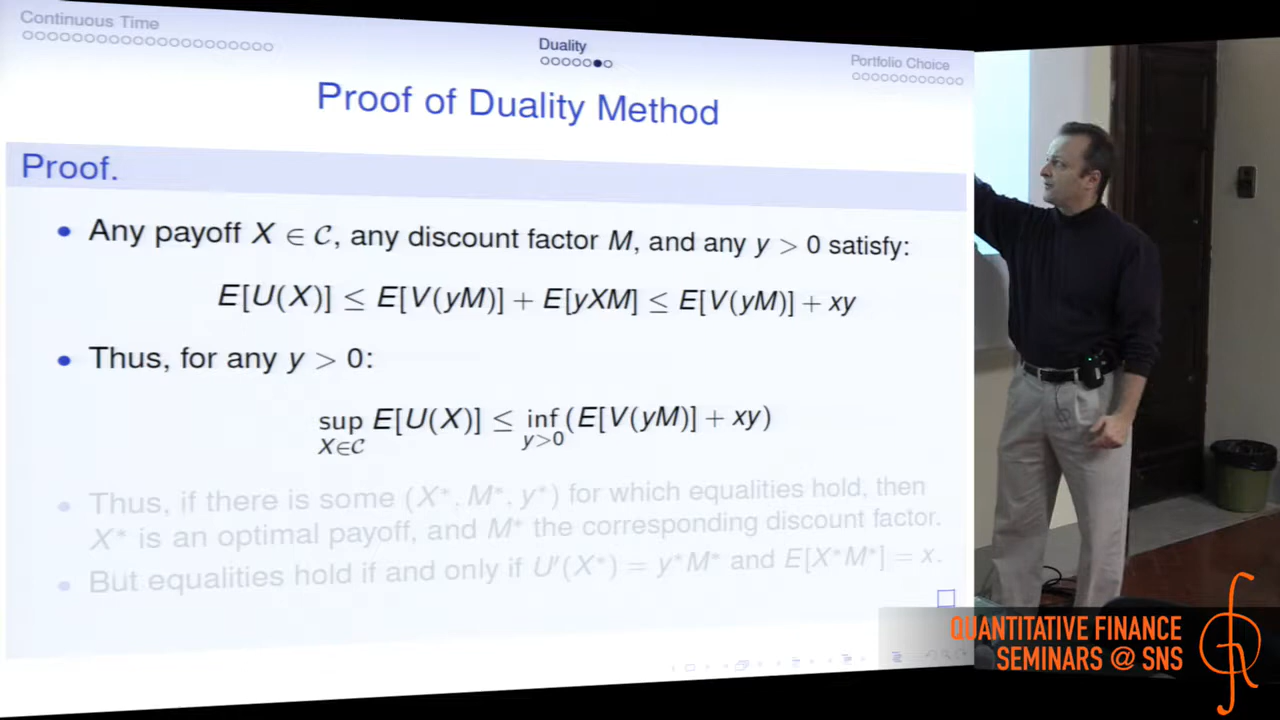 Continuous Time
Duality
Portfolio Choice
Proof of Duality Method
Proof.
• Any payoff X ∈ 𝒞, any discount factor M, and any y > 0 satisfy:
E[U(X)] ≤ E[V(yM)] + E[yXM] ≤ E[V(yM)] + xy
• Thus, for any y > 0:
sup E[U(X)] ≤ inf (E[V(yM)] + xy)
X∈𝒞 y>0
• Thus, if there is some (X*, M*, y*) for which equalities hold, then
X* is an optimal payoff, and M* the corresponding discount factor.
• But equalities hold if and only if U′(X*) = y*M* and E[X*M*] = x.
QUANTITATIVE FINANCE
SEMINARS @ SNS